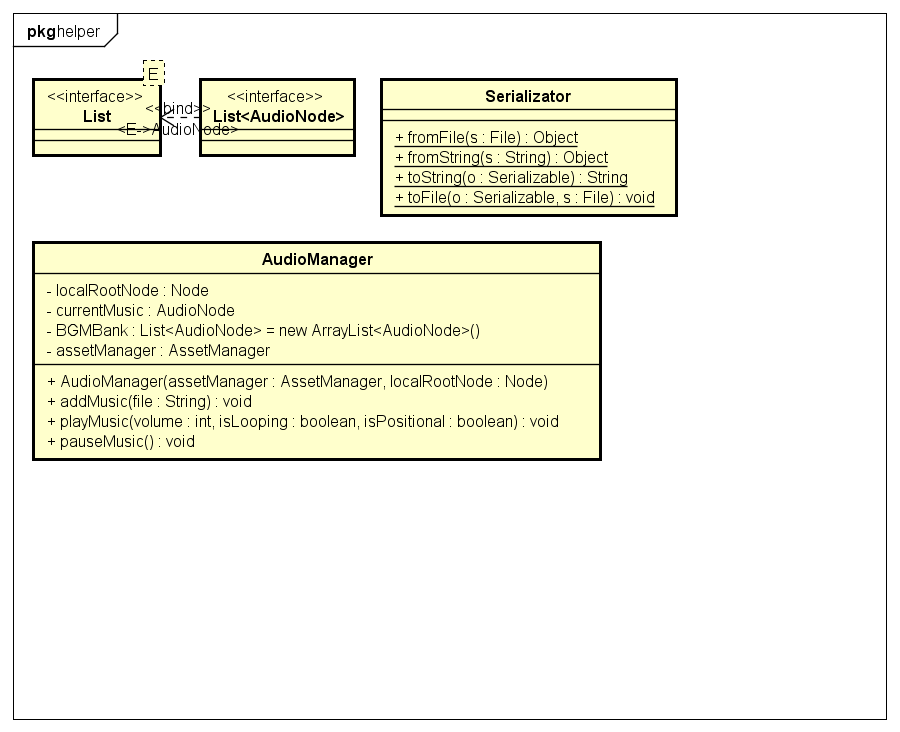 pkg helper
E
<<interface>>
List
<<bind>>
<E->AudioNode>
<<interface>>
List<AudioNode>
Serializator
+ fromFile(s : File) : Object
+ fromString(s : String) : Object
+ toString(o : Serializable) : String
+ toFile(o : Serializable, s : File) : void
AudioManager
- localRootNode : Node
- currentMusic : AudioNode
- BGMBank : List<AudioNode> = new ArrayList<AudioNode>()
- assetManager : AssetManager
+ AudioManager(assetManager : AssetManager, localRootNode : Node)
+ addMusic(file : String) : void
+ playMusic(volume : int, isLooping : boolean, isPositional : boolean) : void
+ pauseMusic() : void